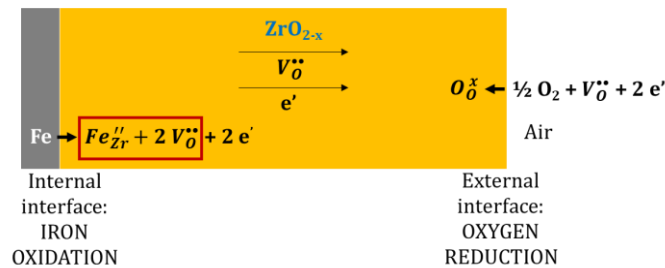 ZrO₂₋ₓ
V_O^••
e'
O_O^x ← ½ O₂ + V_O^•• + 2 e'
Fe → Fe''_Zr + 2 V_O^•• + 2 e'
Air
Internal
interface:
IRON
OXIDATION
External
interface:
OXYGEN
REDUCTION